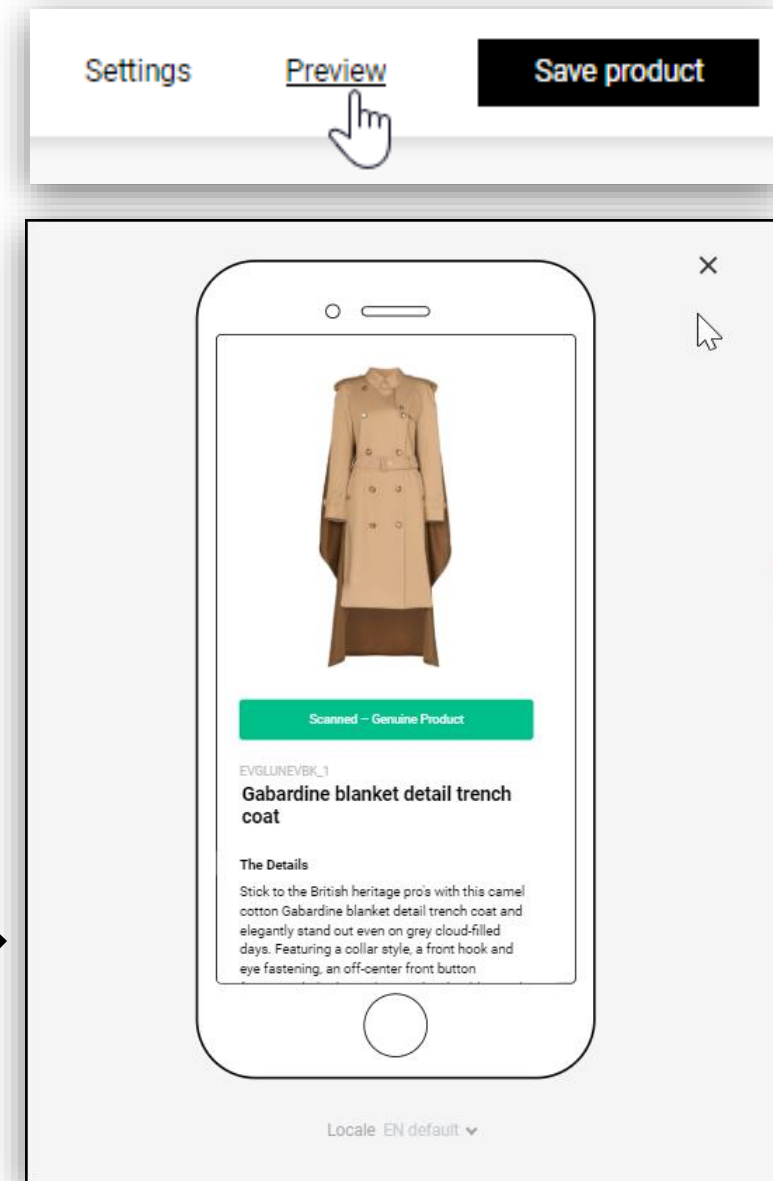 Settings
Preview
Save product
×
Scanned – Genuine Product
EVGLUNEVBK_1
Gabardine blanket detail trench
coat
The Details
Stick to the British heritage pro's with this camel
cotton Gabardine blanket detail trench coat and
elegantly stand out even on grey cloud-filled
days. Featuring a collar style, a front hook and
eye fastening, an off-center front button
Locale EN default